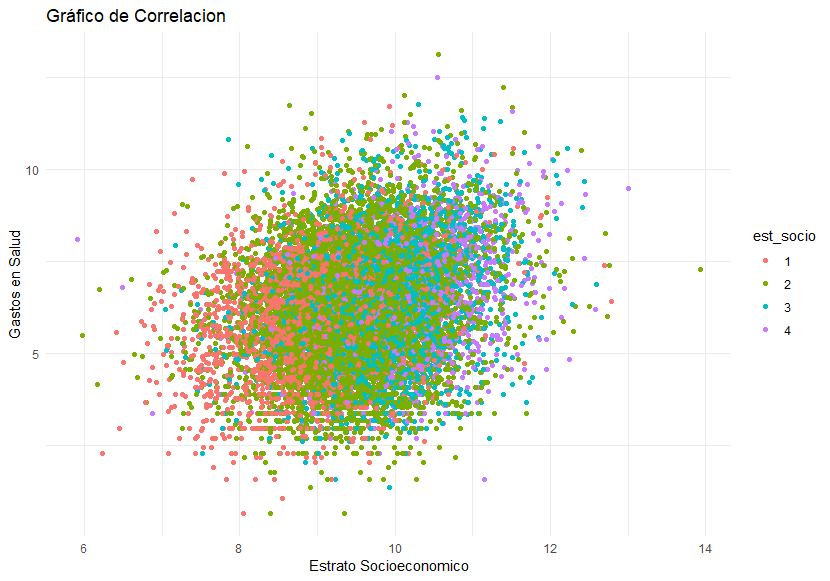 Gráfico de Correlacion
Gastos en Salud
10
5
6
8
10
12
14
Estrato Socioeconomico
est_socio
1
2
3
4